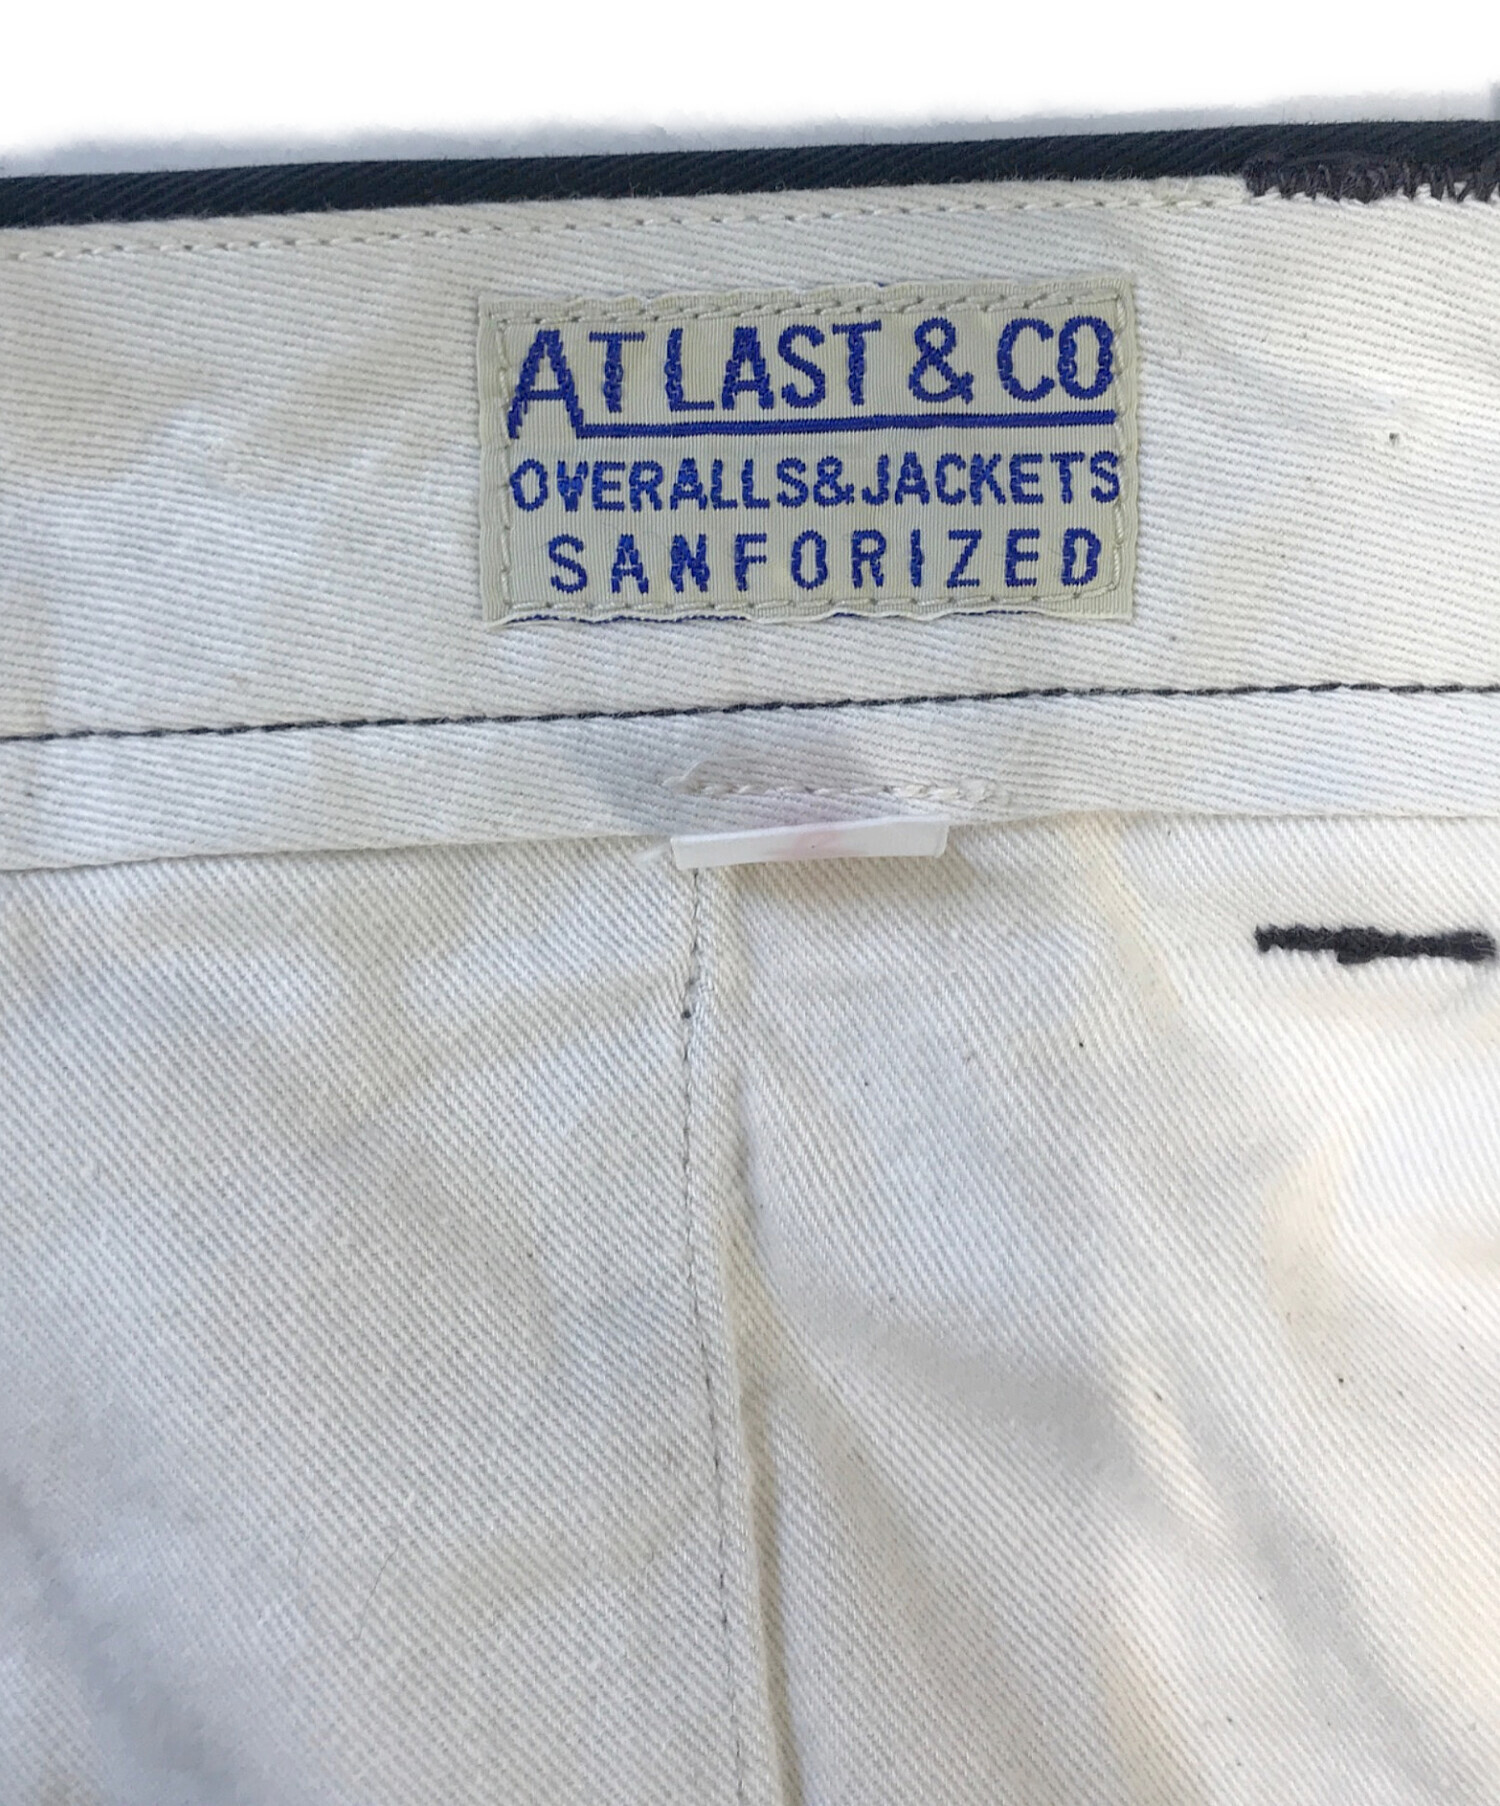 AT LAST & CO
OVERALLS & JACKETS
SANFORIZED